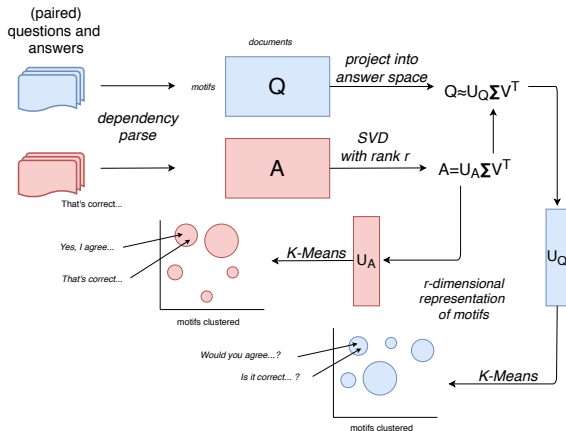 (paired)
questions and
answers
documents
motifs
Q
project into
answer space
Q≈U_QΣV^T
dependency
parse
A
SVD
with rank r
A=U_AΣV^T
That's correct...
Yes, I agree...
That's correct...
K-Means
U_A
U_Q
r-dimensional
representation
of motifs
motifs clustered
Would you agree...?
Is it correct... ?
K-Means
motifs clustered